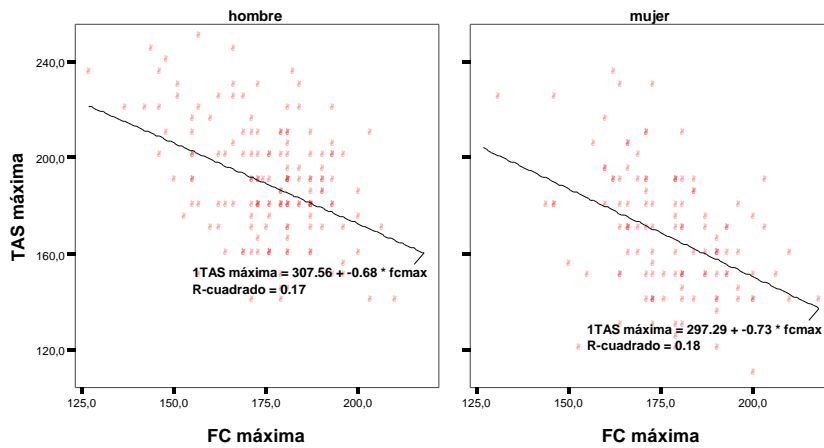 hombre
mujer
TAS máxima
240,0
200,0
160,0
120,0
1TAS máxima = 307.56 + -0.68 * fcmax
R-cuadrado = 0.17
1TAS máxima = 297.29 + -0.73 * fcmax
R-cuadrado = 0.18
125,0 150,0 175,0 200,0
125,0 150,0 175,0 200,0
FC máxima
FC máxima